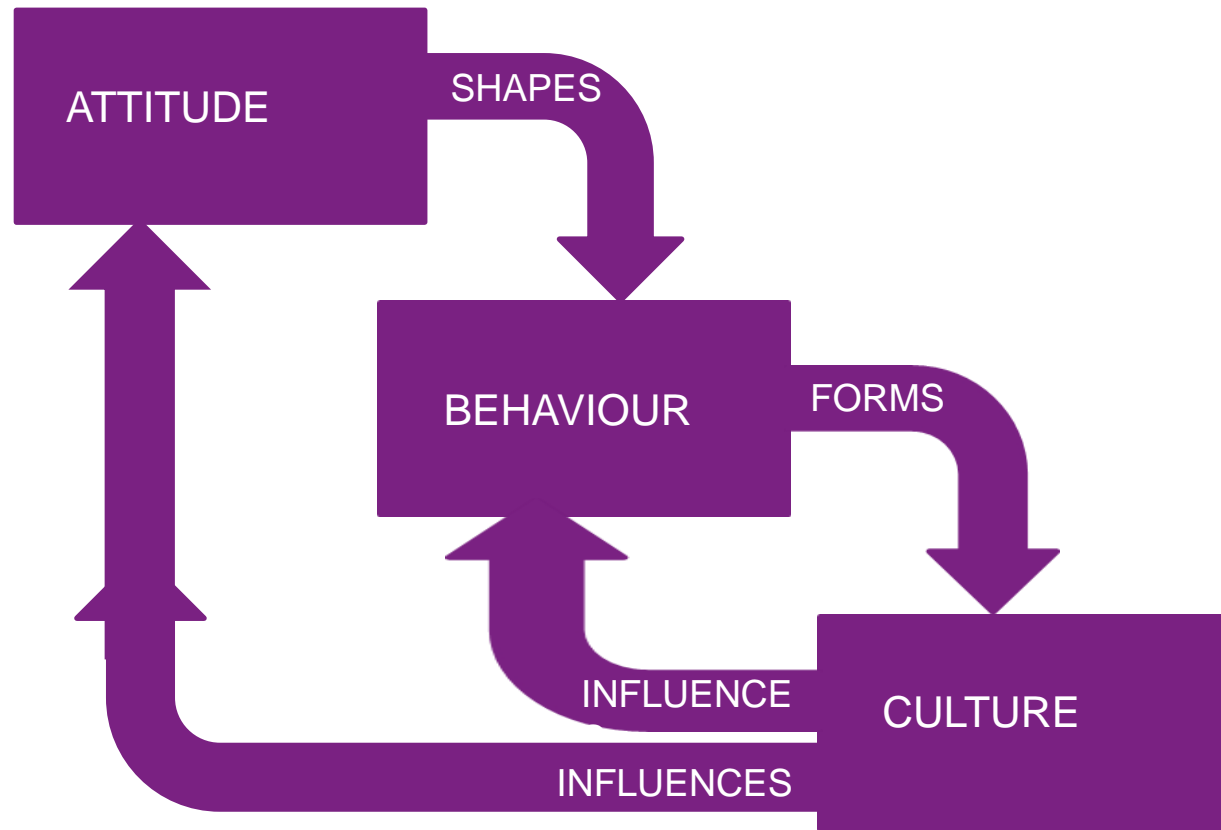 ATTITUDE
SHAPES
BEHAVIOUR
FORMS
INFLUENCE
CULTURE
INFLUENCES